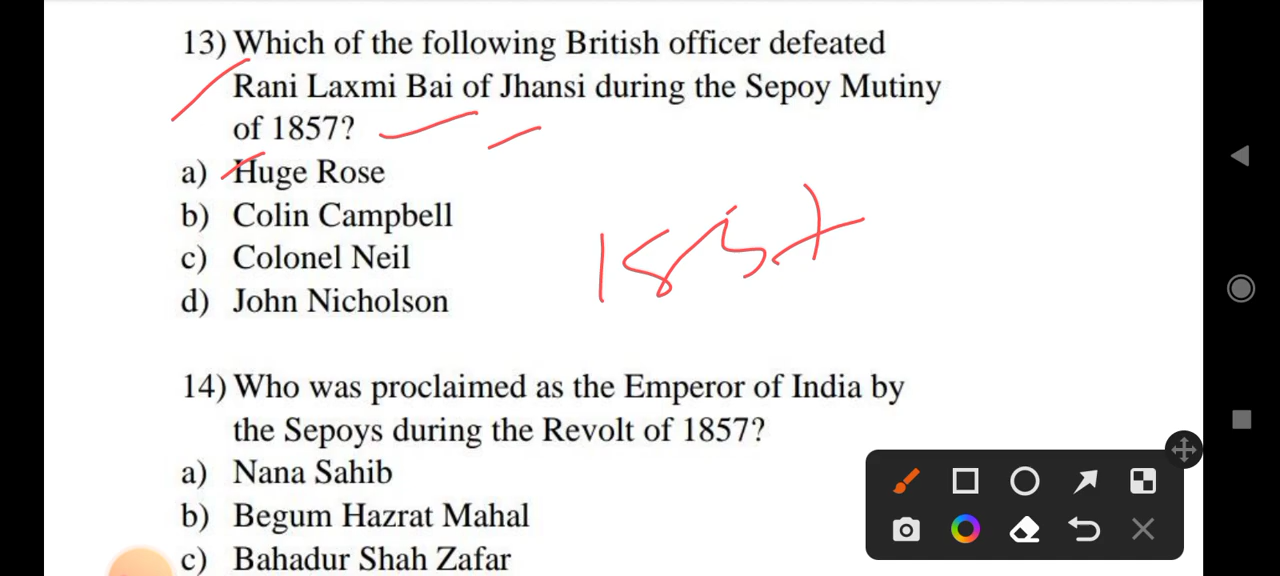 13) Which of the following British officer defeated
Rani Laxmi Bai of Jhansi during the Sepoy Mutiny
of 1857?
a) Huge Rose
b) Colin Campbell
c) Colonel Neil
d) John Nicholson
14) Who was proclaimed as the Emperor of India by
the Sepoys during the Revolt of 1857?
a) Nana Sahib
b) Begum Hazrat Mahal
c) Bahadur Shah Zafar